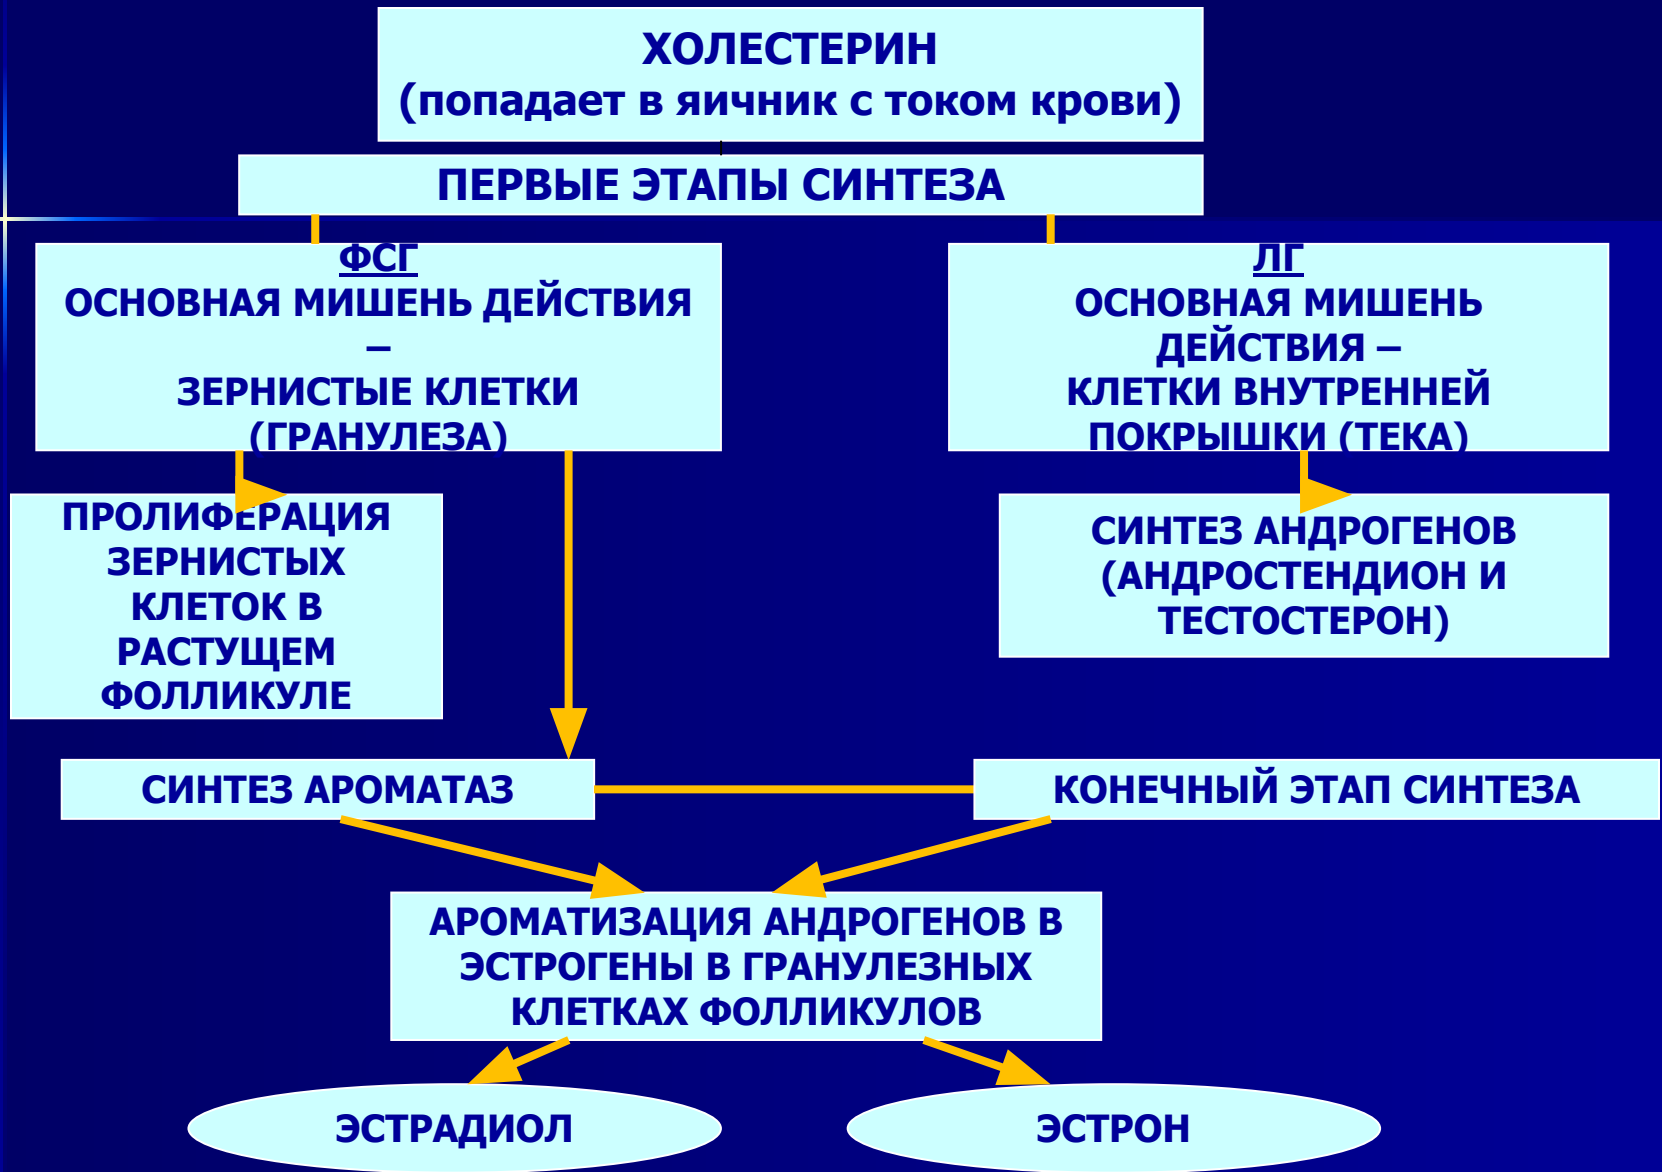 ХОЛЕСТЕРИН
(попадает в яичник с током крови)
ПЕРВЫЕ ЭТАПЫ СИНТЕЗА
ФСГ
ОСНОВНАЯ МИШЕНЬ ДЕЙСТВИЯ
–
ЗЕРНИСТЫЕ КЛЕТКИ
(ГРАНУЛЕЗА)
ЛГ
ОСНОВНАЯ МИШЕНЬ
ДЕЙСТВИЯ –
КЛЕТКИ ВНУТРЕННЕЙ
ПОКРЫШКИ (ТЕКА)
ПРОЛИФЕРАЦИЯ
ЗЕРНИСТЫХ
КЛЕТОК В
РАСТУЩЕМ
ФОЛЛИКУЛЕ
СИНТЕЗ АНДРОГЕНОВ
(АНДРОСТЕНДИОН И
ТЕСТОСТЕРОН)
СИНТЕЗ АРОМАТАЗ
КОНЕЧНЫЙ ЭТАП СИНТЕЗА
АРОМАТИЗАЦИЯ АНДРОГЕНОВ В
ЭСТРОГЕНЫ В ГРАНУЛЕЗНЫХ
КЛЕТКАХ ФОЛЛИКУЛОВ
ЭСТРАДИОЛ
ЭСТРОН